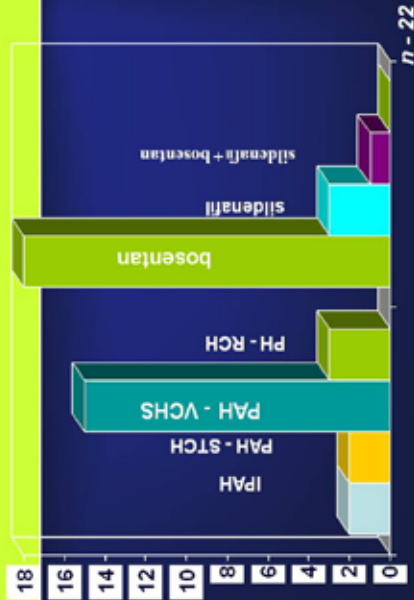 18
16
14
12
10
8
6
4
2
0
IPAH
PAH - STCH
PAH - VCHS
PH - RCH
bosentan
sildenafil
sildenafil+bosentan
n - 22